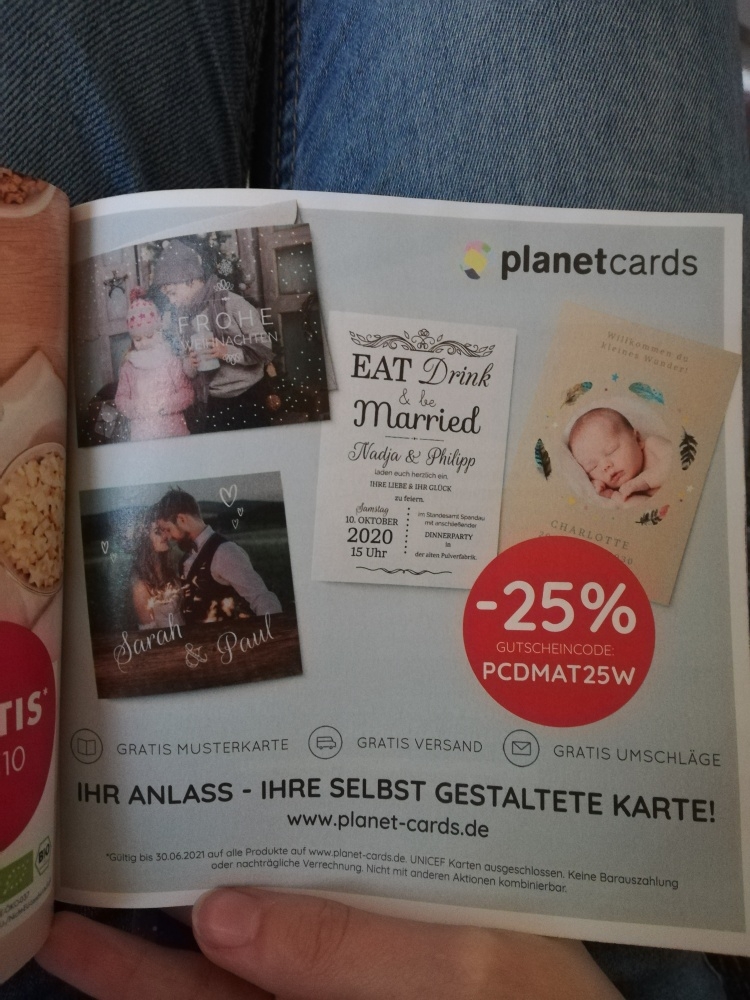 planetcards
FROHE
WEIHNACHTEN
EAT Drink
& be
Married
Nadja & Philipp
laden euch herzlich ein,
IHRE LIEBE & IHR GLÜCK
zu feiern.
Samstag
10. OKTOBER
2020
15 Uhr
im Standesamt Spandau
mit anschließender
DINNERPARTY
in
der alten Pulverfabrik.
Willkommen du
kleines Wunder!
CHARLOTTE
Sarah
& Paul
-25%
GUTSCHEINCODE:
PCDMAT25W
GRATIS MUSTERKARTE
GRATIS VERSAND
GRATIS UMSCHLÄGE
IHR ANLASS - IHRE SELBST GESTALTETE KARTE!
www.planet-cards.de
*Gültig bis 30.06.2021 auf alle Produkte auf www.planet-cards.de. UNICEF Karten ausgeschlossen. Keine Barauszahlung
oder nachträgliche Verrechnung. Nicht mit anderen Aktionen kombinierbar.
TIS*
10
BIO